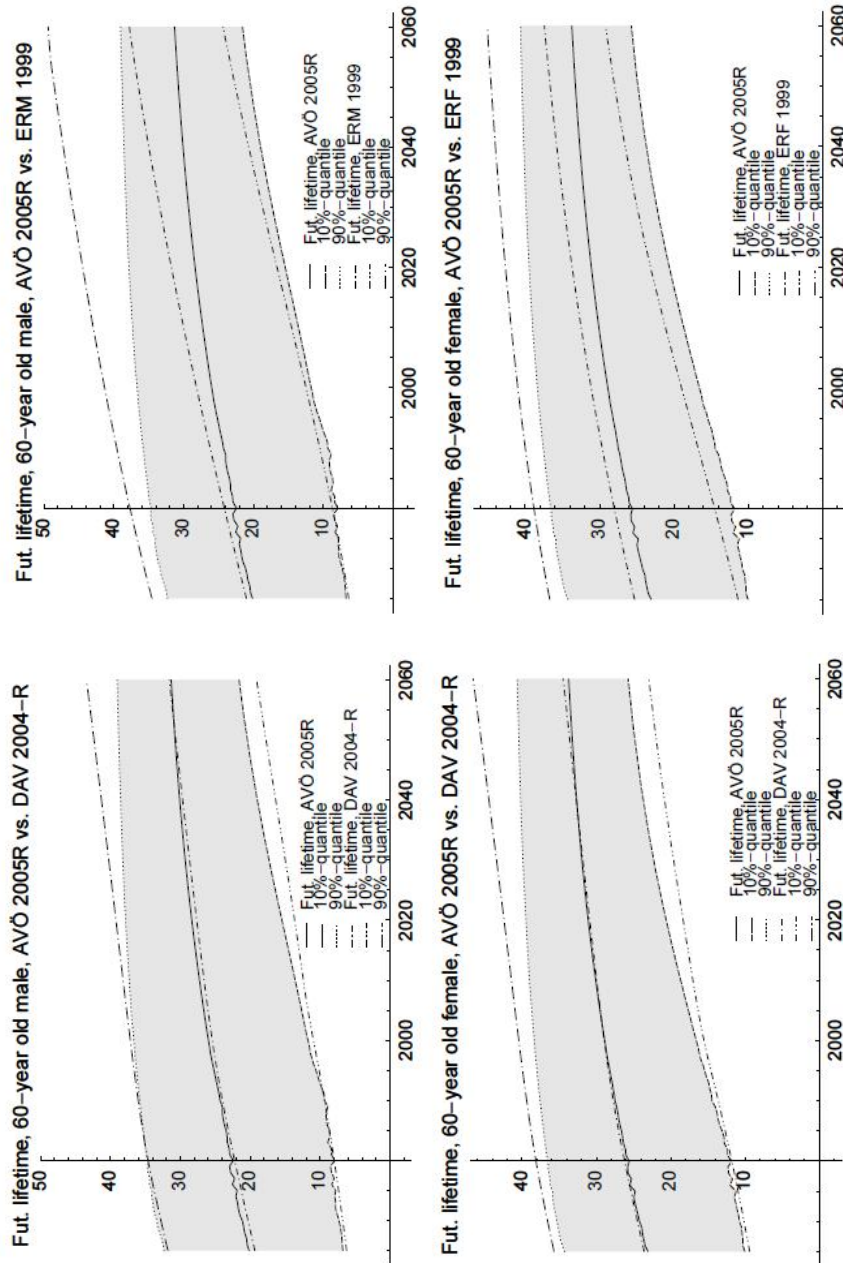 Fut. lifetime, 60−year old male, AVÖ 2005R vs. DAV 2004−R
50
40
30
20
10
Fut. lifetime, AVÖ 2005R
10%−quantile
90%−quantile
Fut. lifetime, DAV 2004−R
10%−quantile
90%−quantile
2000 2020 2040 2060
Fut. lifetime, 60−year old male, AVÖ 2005R vs. ERM 1999
50
40
30
20
10
Fut. lifetime, AVÖ 2005R
10%−quantile
90%−quantile
Fut. lifetime, ERM 1999
10%−quantile
90%−quantile
2000 2020 2040 2060
Fut. lifetime, 60−year old female, AVÖ 2005R vs. DAV 2004−R
40
30
20
10
Fut. lifetime, AVÖ 2005R
10%−quantile
90%−quantile
Fut. lifetime, DAV 2004−R
10%−quantile
90%−quantile
2000 2020 2040 2060
Fut. lifetime, 60−year old female, AVÖ 2005R vs. ERF 1999
40
30
20
10
Fut. lifetime, AVÖ 2005R
10%−quantile
90%−quantile
Fut. lifetime, ERF 1999
10%−quantile
90%−quantile
2000 2020 2040 2060